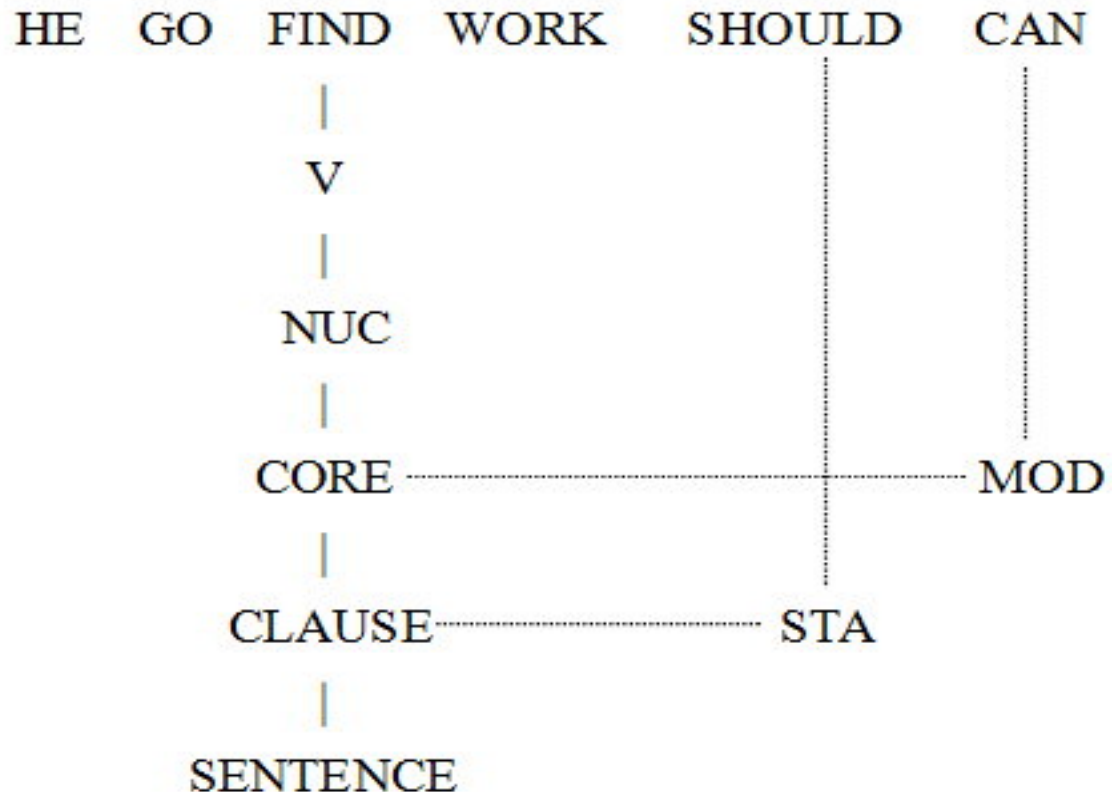 HE GO FIND WORK SHOULD CAN
V
NUC
CORE MOD
CLAUSE STA
SENTENCE